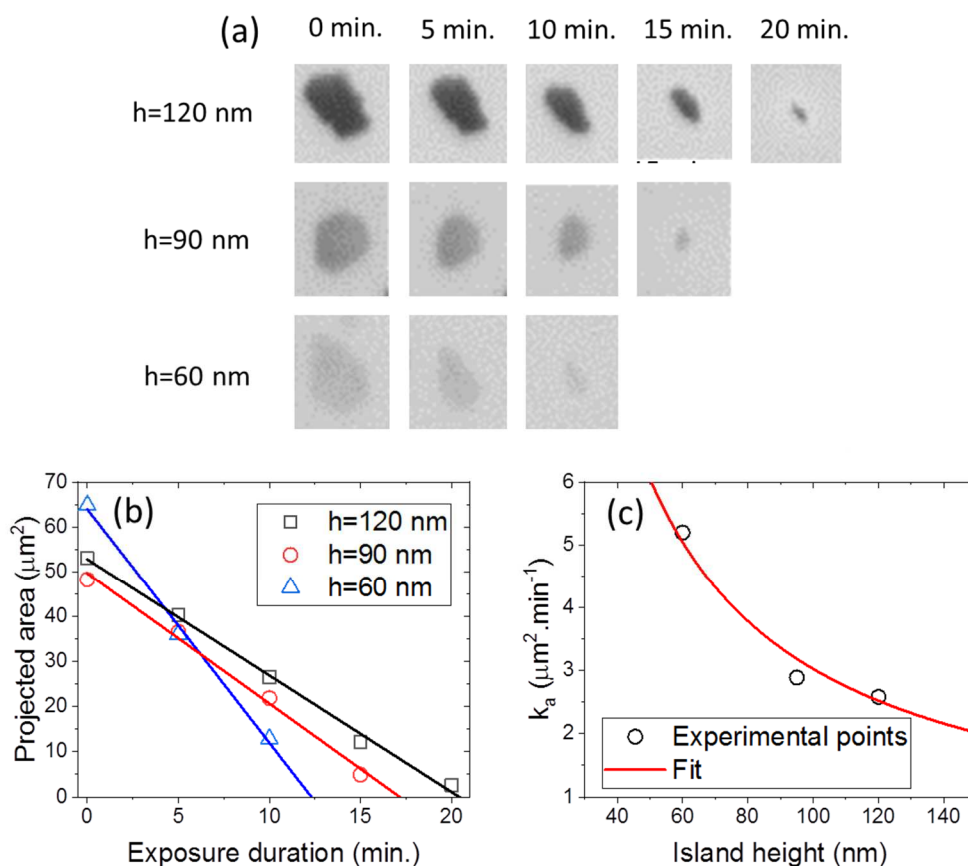 (a) 0 min. 5 min. 10 min. 15 min. 20 min.
h=120 nm
h=90 nm
h=60 nm
(b)
h=120 nm
h=90 nm
h=60 nm
Projected area (μm²)
70
60
50
40
30
20
10
0
0 5 10 15 20
Exposure duration (min.)
(c)
kₐ (μm².min⁻¹)
6
5
4
3
2
1
Experimental points
Fit
40 60 80 100 120 140
Island height (nm)